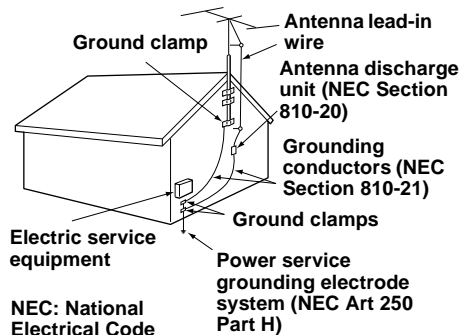 Antenna lead-in
wire
Ground clamp
Antenna discharge
unit (NEC Section
810-20)
Grounding
conductors (NEC
Section 810-21)
Ground clamps
Electric service
equipment
Power service
grounding electrode
system (NEC Art 250
Part H)
NEC: National
Electrical Code